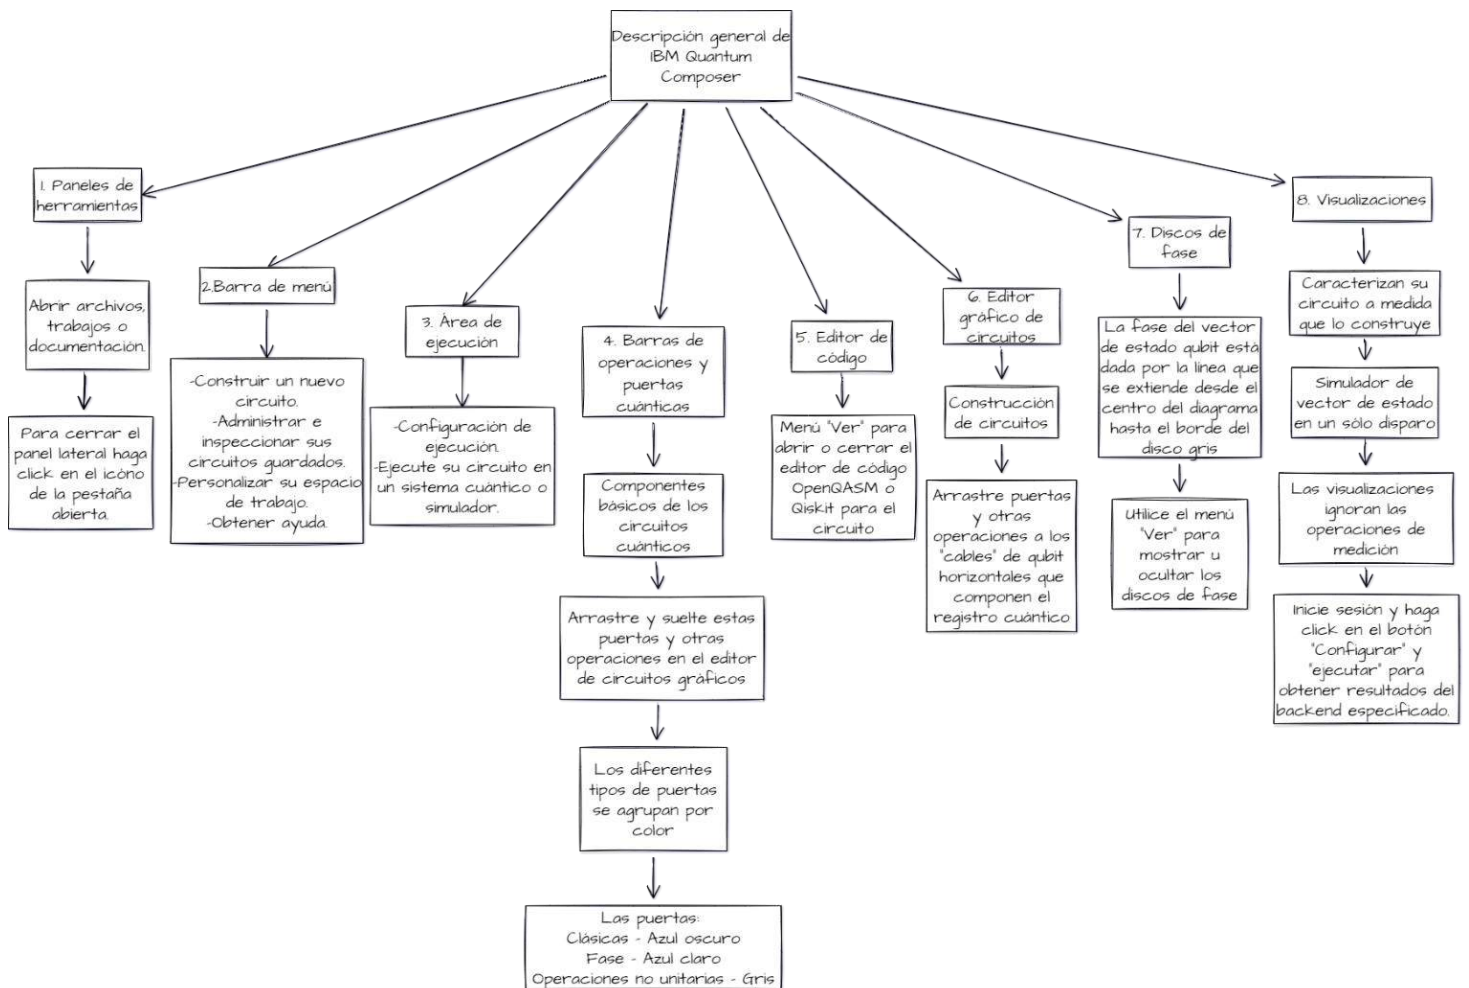 Descripción general de
IBM Quantum
Composer
1. Paneles de
herramientas
Abrir archivos,
trabajos o
documentación.
Para cerrar el
panel lateral haga
click en el icóno
de la pestaña
abierta.
2.Barra de menú
-Construir un nuevo
circuito.
-Administrar e
inspeccionar sus
circuitos guardados.
-Personalizar su espacio
de trabajo.
-Obtener ayuda.
3. Área de
ejecución
-Configuración de
ejecución.
-Ejecute su circuito en
un sistema cuántico o
simulador.
4. Barras de
operaciones y
puertas
cuánticas
Componentes
básicos de los
circuitos
cuánticos
Arrastre y suelte estas
puertas y otras
operaciones en el editor
de circuitos gráficos
Los diferentes
tipos de puertas
se agrupan por
color
Las puertas:
Clásicas - Azul oscuro
Fase - Azul claro
Operaciones no unitarias - Gris
5. Editor de
código
Menú "Ver" para
abrir o cerrar el
editor de código
OpenQASM o
Qiskit para el
circuito
6. Editor
gráfico de
circuitos
Construcción
de circuitos
Arrastre puertas
y otras
operaciones a los
"cables" de qubit
horizontales que
componen el
registro cuántico
7. Discos de
fase
La fase del vector
de estado qubit está
dada por la línea que
se extiende desde el
centro del diagrama
hasta el borde del
disco gris
Utilice el menú
"Ver" para
mostrar u
ocultar los
discos de fase
8. Visualizaciones
Caracterizan su
circuito a medida
que lo construye
Simulador de
vector de estado
en un sólo disparo
Las visualizaciones
ignoran las
operaciones de
medición
Inicie sesión y haga
click en el botón
"Configurar" y
"ejecutar" para
obtener resultados del
backend especificado.